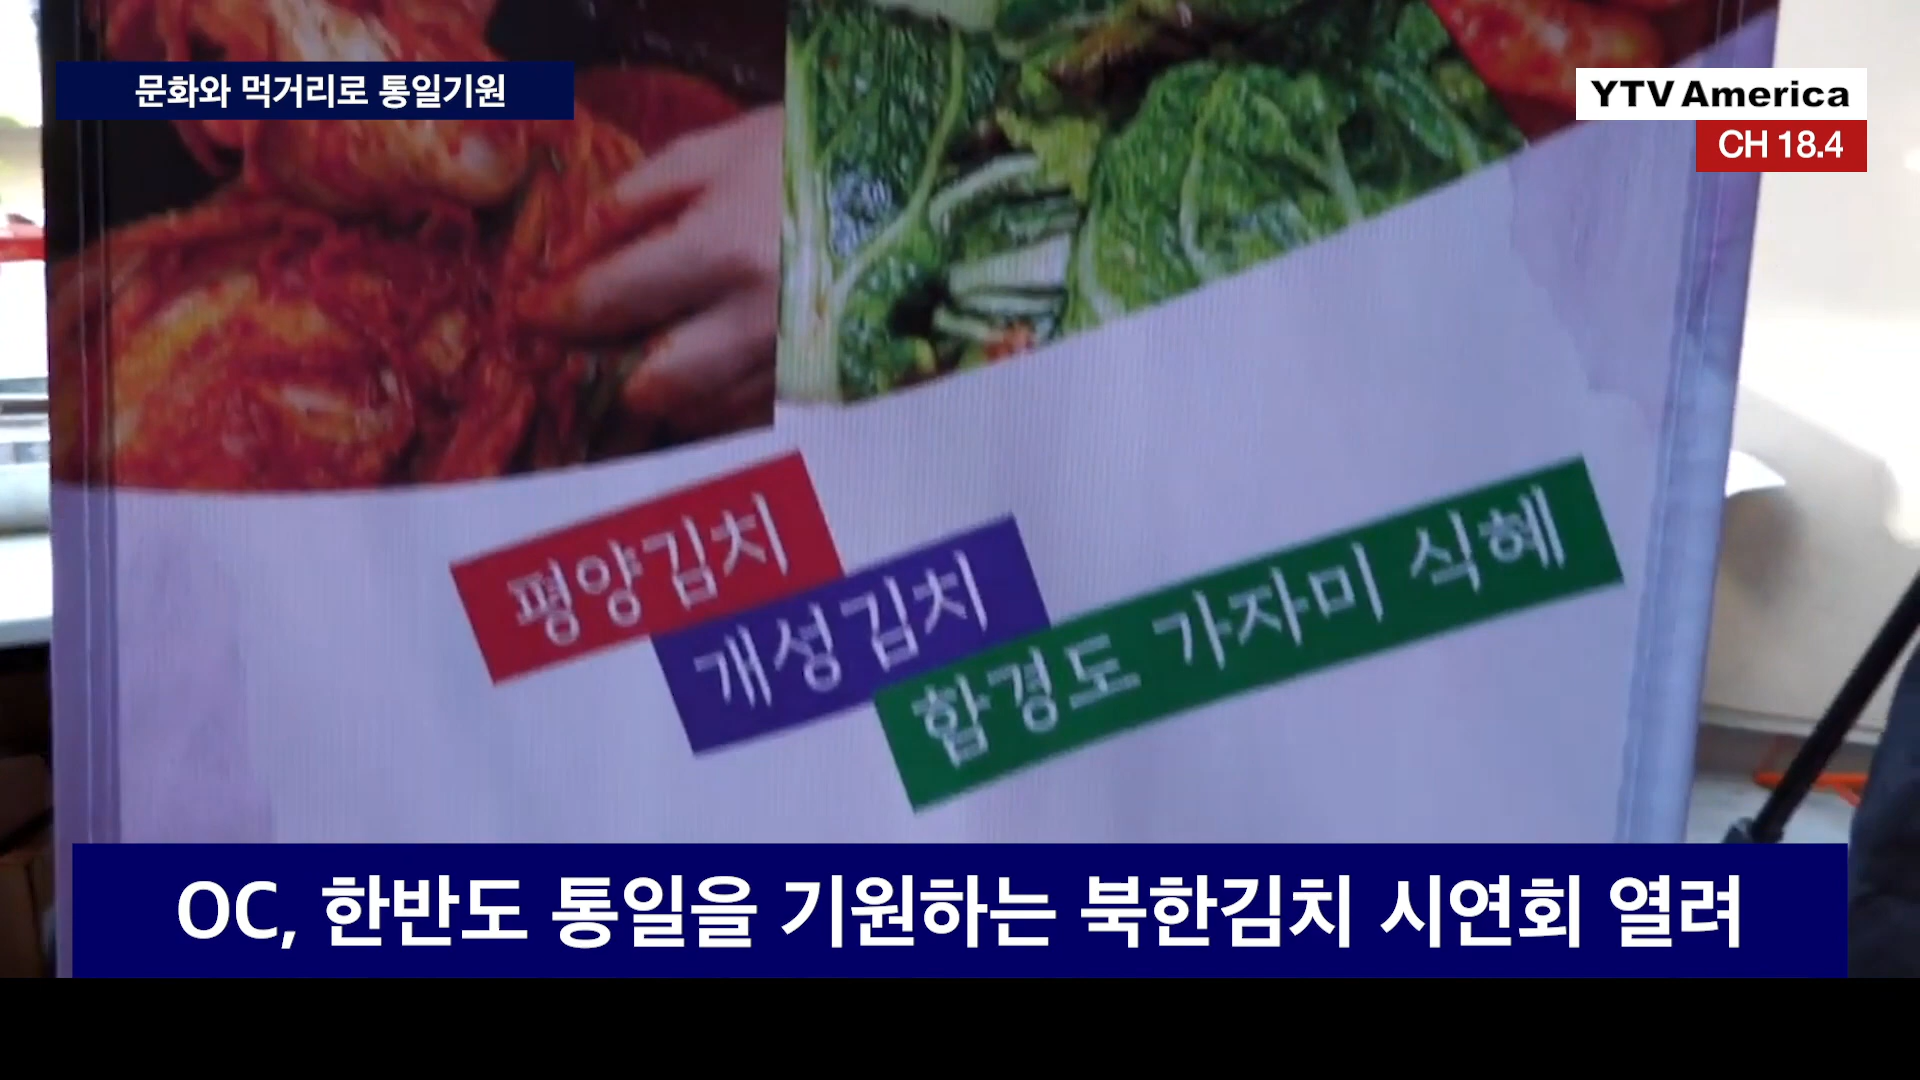 문화와 먹거리로 통일기원
YTV America
CH 18.4
평양김치
개성김치
함경도 가자미 식혜
OC, 한반도 통일을 기원하는 북한김치 시연회 열려